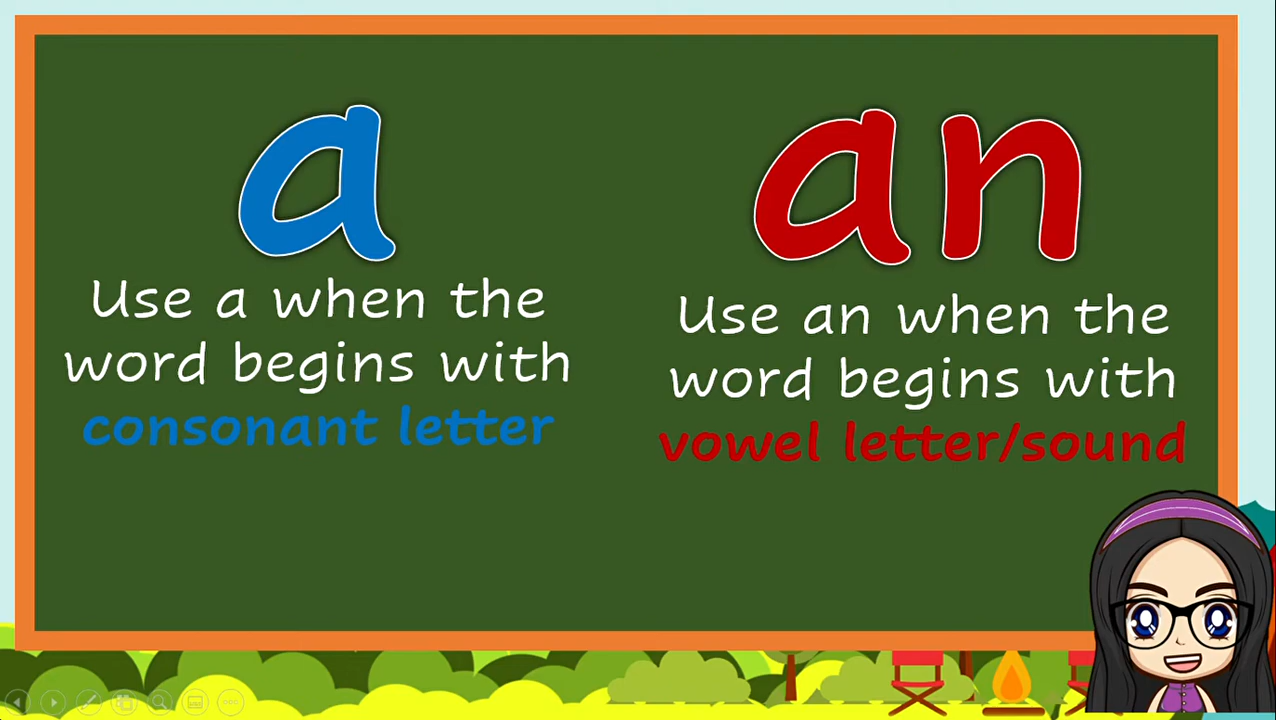 a
Use a when the
word begins with
consonant letter
an
Use an when the
word begins with
vowel letter/sound